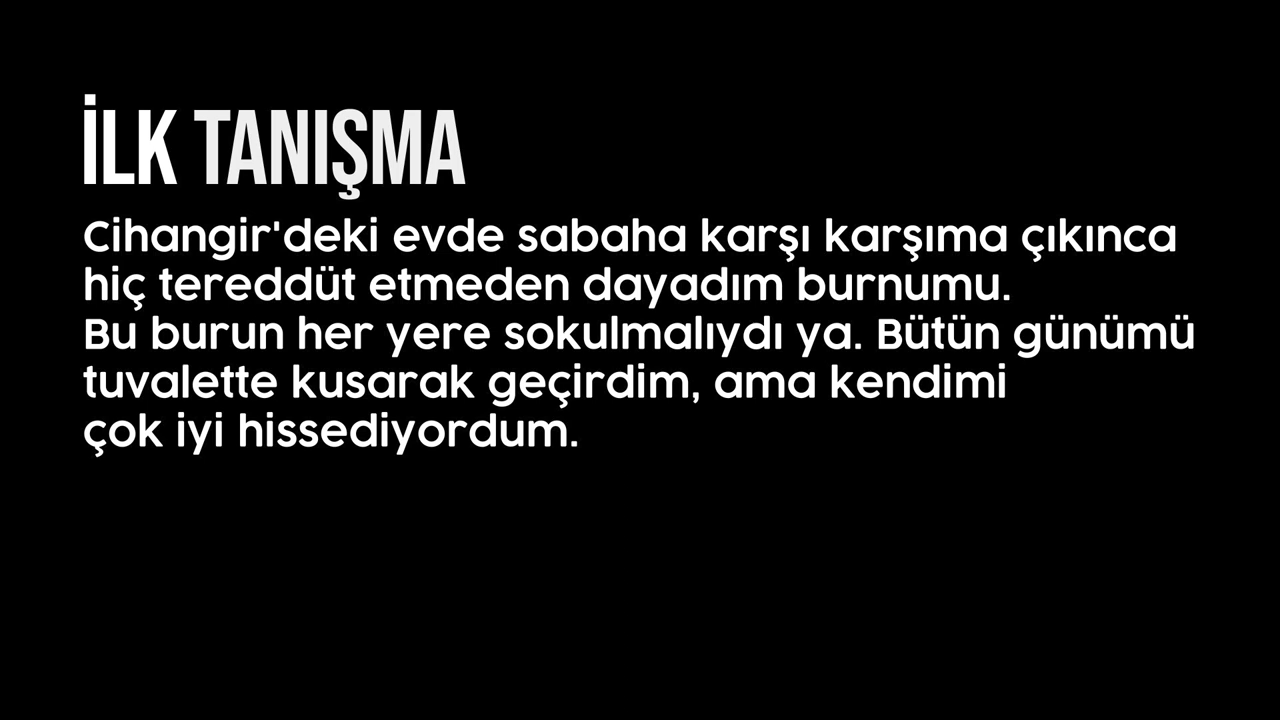 İLK TANIŞMA
Cihangir'deki evde sabaha karşı karşıma çıkınca
hiç tereddüt etmeden dayadım burnumu.
Bu burun her yere sokulmalıydı ya. Bütün günümü
tuvalette kusarak geçirdim, ama kendimi
çok iyi hissediyordum.